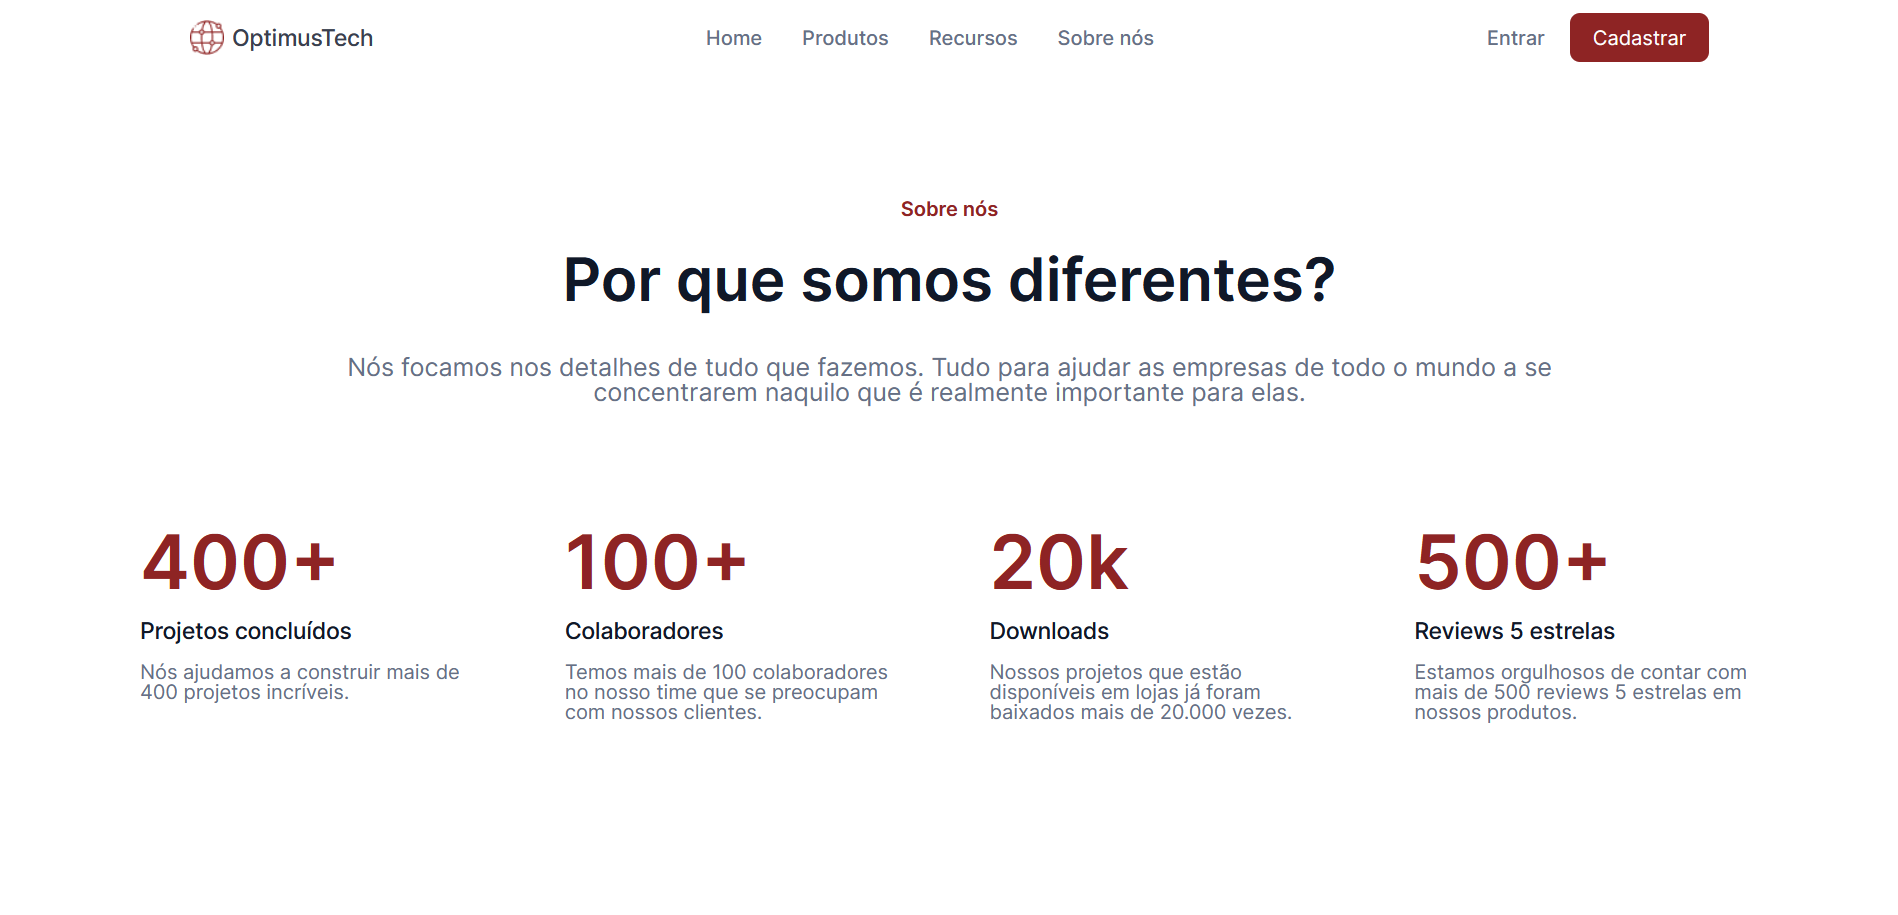 OptimusTech
Home
Produtos
Recursos
Sobre nós
Entrar
Cadastrar
Sobre nós
Por que somos diferentes?
Nós focamos nos detalhes de tudo que fazemos. Tudo para ajudar as empresas de todo o mundo a se
concentrarem naquilo que é realmente importante para elas.
400+
Projetos concluídos
Nós ajudamos a construir mais de
400 projetos incríveis.
100+
Colaboradores
Temos mais de 100 colaboradores
no nosso time que se preocupam
com nossos clientes.
20k
Downloads
Nossos projetos que estão
disponíveis em lojas já foram
baixados mais de 20.000 vezes.
500+
Reviews 5 estrelas
Estamos orgulhosos de contar com
mais de 500 reviews 5 estrelas em
nossos produtos.